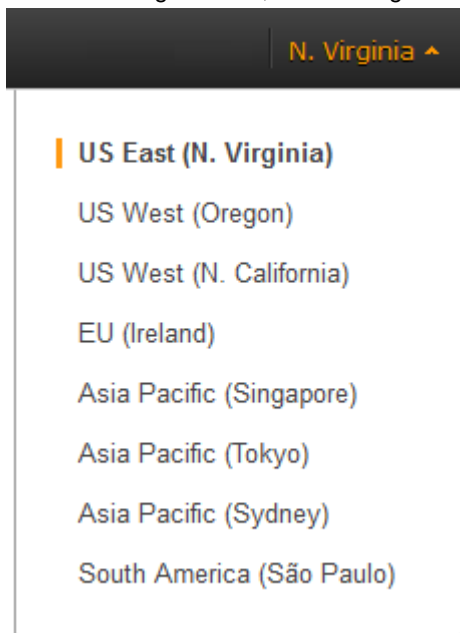 N. Virginia
US East (N. Virginia)
US West (Oregon)
US West (N. California)
EU (Ireland)
Asia Pacific (Singapore)
Asia Pacific (Tokyo)
Asia Pacific (Sydney)
South America (São Paulo)